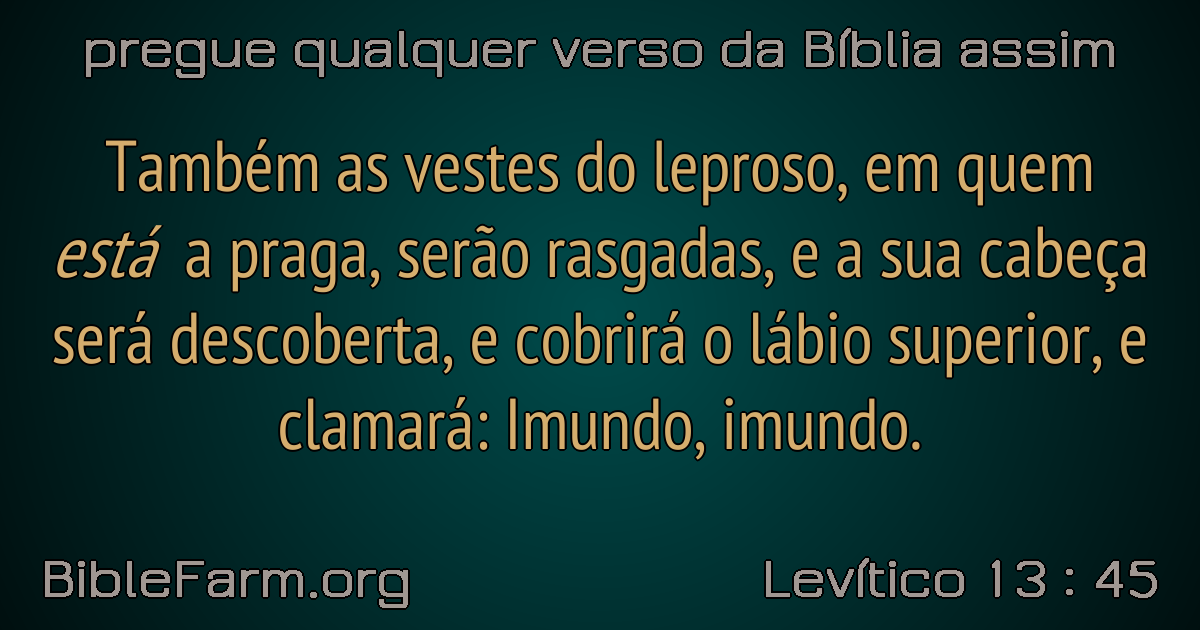 pregue qualquer verso da Bíblia assim
Também as vestes do leproso, em quem
está a praga, serão rasgadas, e a sua cabeça
será descoberta, e cobrirá o lábio superior, e
clamará: Imundo, imundo.
BibleFarm.org
Levítico 13 : 45